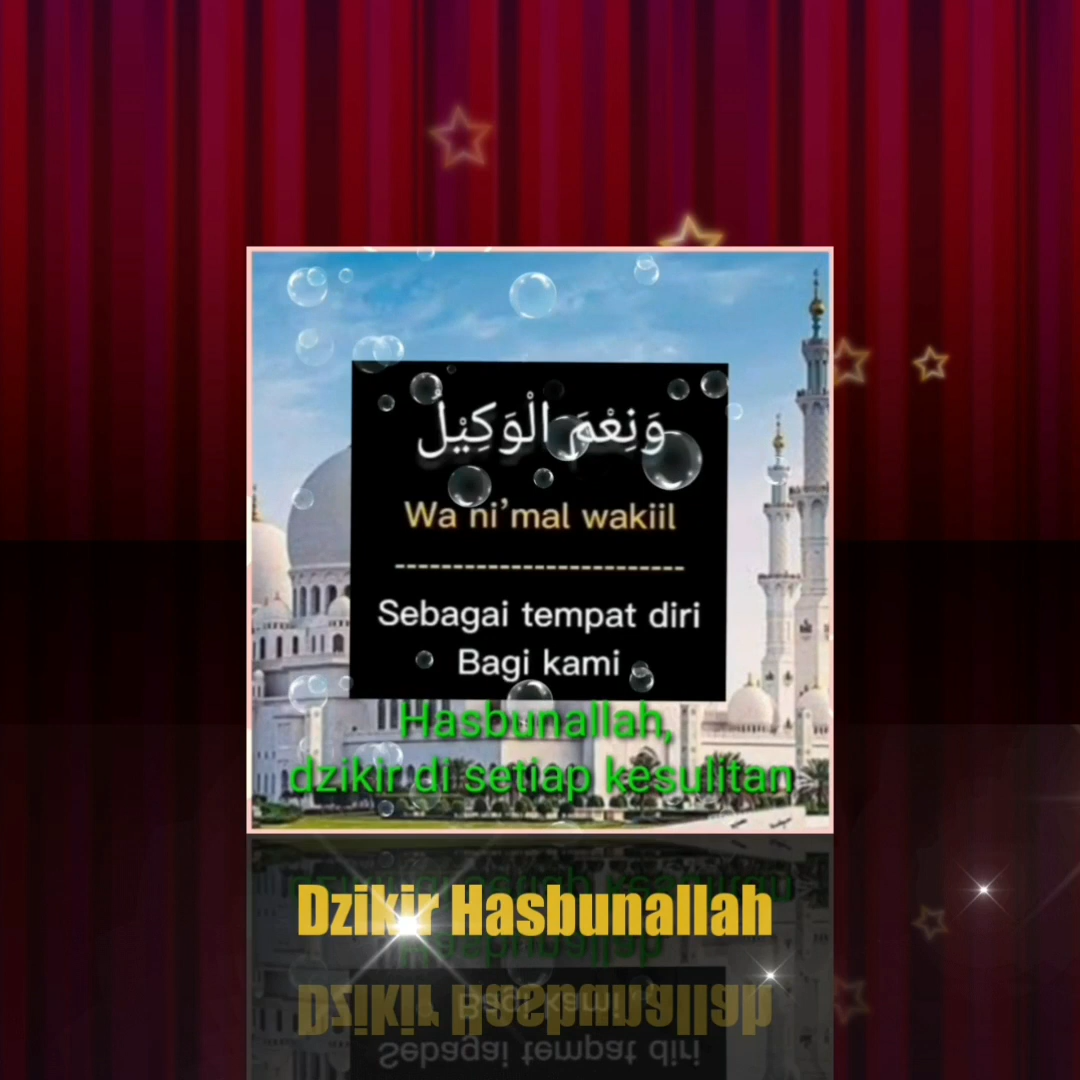 وَنِعْمَ الْوَكِيْلُ
Wa ni’mal wakiil
-------------------------
Sebagai tempat diri
Bagi kami
Hasbunallah,
dzikir di setiap kesulitan
Dzikir Hasbunallah